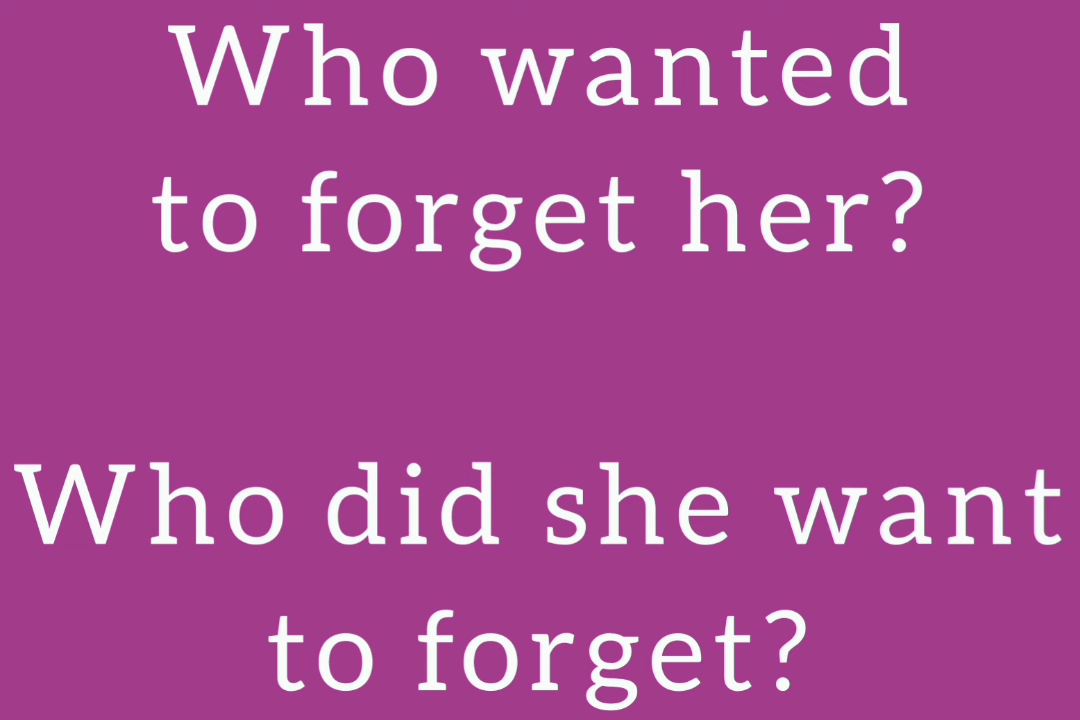 Who wanted
to forget her?
Who did she want
to forget?